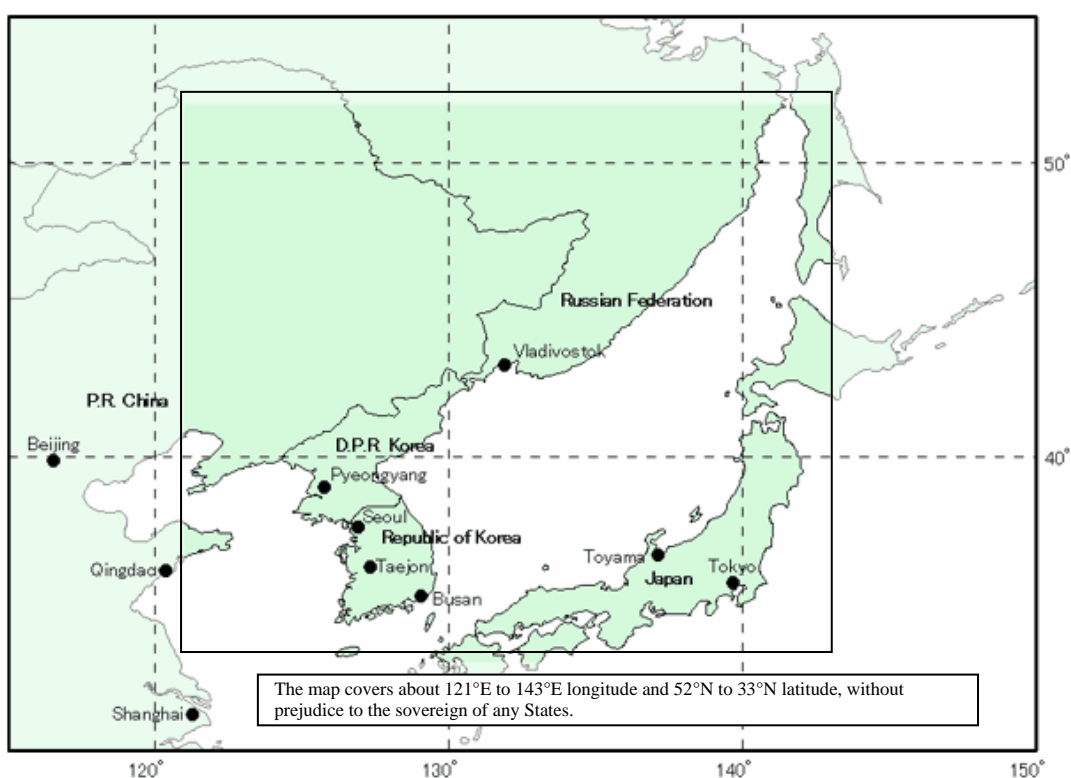 50°
Russian Federation
Vladivostok
P.R. China
Beijing
D.P.R. Korea
40°
Pyeongyang
Seoul
Republic of Korea
Toyama
Tokyo
Qingdao
Taejon
Japan
Busan
The map covers about 121°E to 143°E longitude and 52°N to 33°N latitude, without
prejudice to the sovereign of any States.
Shanghai
120°
130°
140°
150°